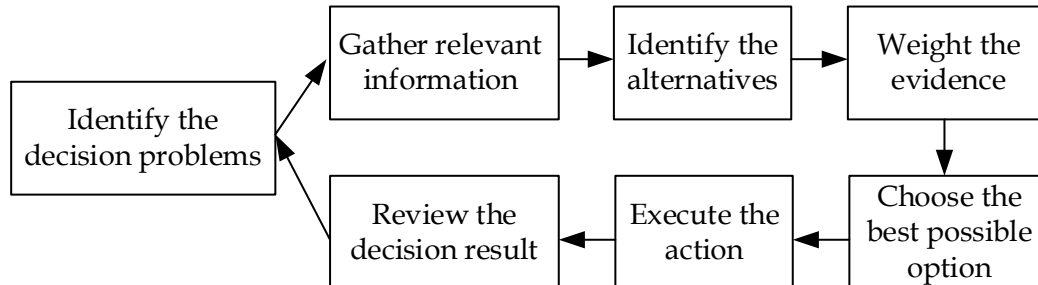 Identify the
decision problems
Gather relevant
information
Identify the
alternatives
Weight the
evidence
Choose the
best possible
option
Execute the
action
Review the
decision result